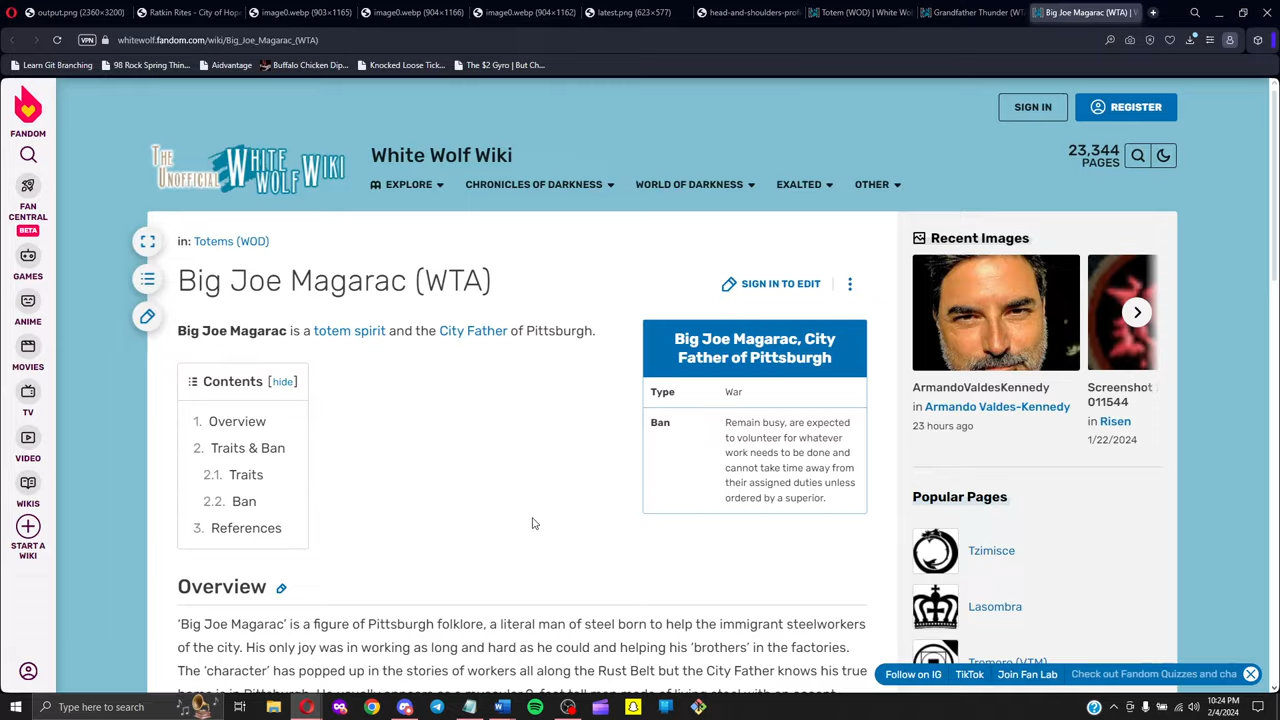 output.png (2360×3200)
Ratkin Rites - City of Hop
image0.webp (903×1166)
image0.webp (904×1166)
image0.webp (904×1162)
latest.png (623×577)
head-and-shoulders-prof
Totem (WOD) | White Wol
Grandfather Thunder (WT
Big Joe Magarac (WTA) |
VPN
whitewolf.fandom.com/wiki/Big_Joe_Magarac_(WTA)
Learn Git Branching
98 Rock Spring Thin...
Aidvantage
Buffalo Chicken Dip...
Knocked Loose Tick...
The $2 Gyro | But Ch...
FANDOM
FAN CENTRAL
BETA
GAMES
ANIME
MOVIES
TV
VIDEO
WIKIS
START A WIKI
SIGN IN
REGISTER
THE UNOFFICIAL WHITE WOLF WIKI
White Wolf Wiki
23,344
PAGES
EXPLORE
CHRONICLES OF DARKNESS
WORLD OF DARKNESS
EXALTED
OTHER
in: Totems (WOD)
Big Joe Magarac (WTA)
SIGN IN TO EDIT
Big Joe Magarac is a totem spirit and the City Father of Pittsburgh.
Contents [hide]
1. Overview
2. Traits & Ban
2.1. Traits
2.2. Ban
3. References
Big Joe Magarac, City
Father of Pittsburgh
Type War
Ban Remain busy, are expected
to volunteer for whatever
work needs to be done and
cannot take time away from
their assigned duties unless
ordered by a superior.
Overview
'Big Joe Magarac' is a figure of Pittsburgh folklore, a literal man of steel born to help the immigrant steelworkers
of the city. His only joy was in working as long and hard as he could and helping his 'brothers' in the factories.
The 'character' has popped up in the stories of workers all along the Rust Belt but the City Father knows his true
Recent Images
ArmandoValdesKennedy
in Armando Valdes-Kennedy
23 hours ago
Screenshot
011544
in Risen
1/22/2024
Popular Pages
Tzimisce
Lasombra
Tremere (VTM)
Follow on IG
TikTok
Join Fan Lab
Check out Fandom Quizzes and cha
Type here to search
10:24 PM
2/4/2024